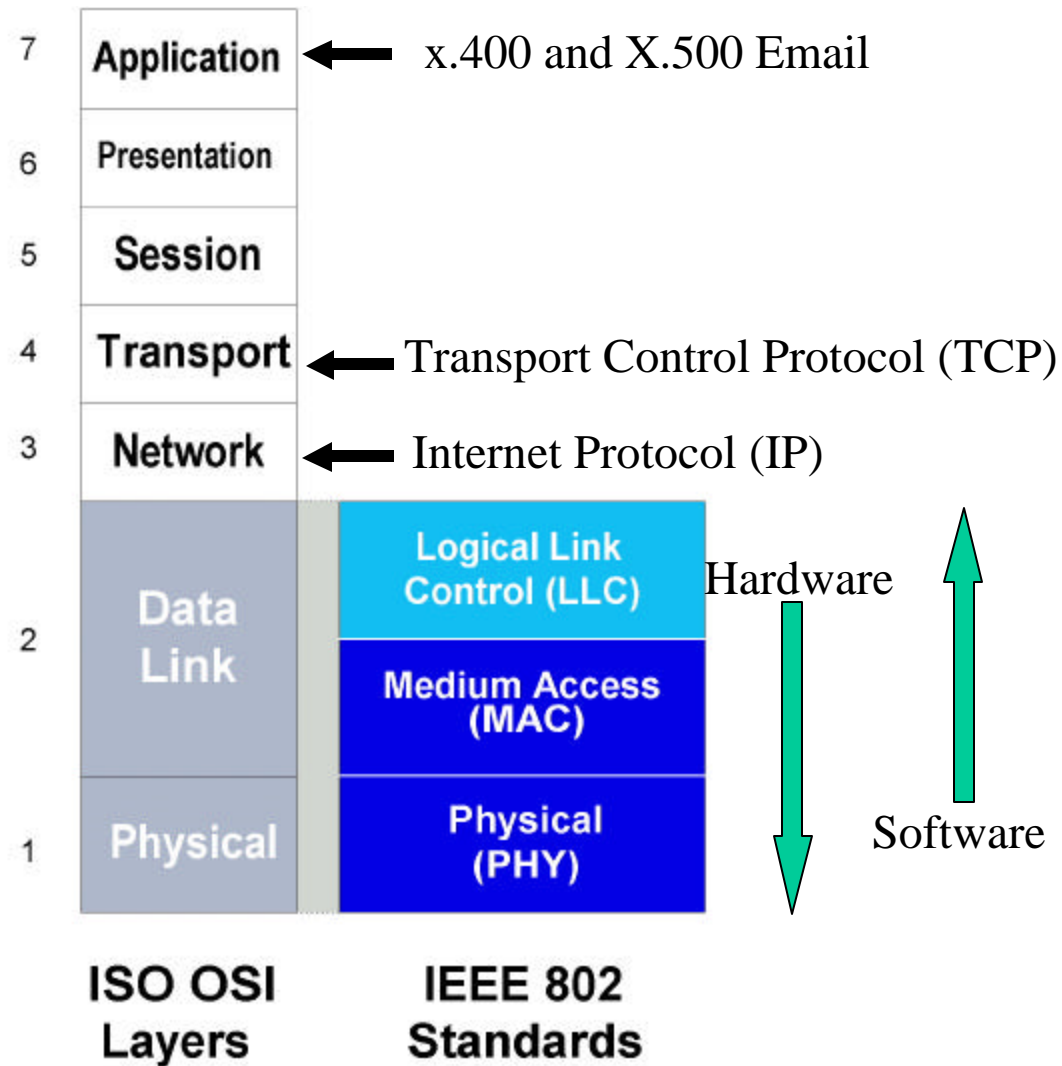 7
Application
x.400 and X.500 Email
6
Presentation
5
Session
4
Transport
Transport Control Protocol (TCP)
3
Network
Internet Protocol (IP)
2
Data
Link
Logical Link
Control (LLC)
Medium Access
(MAC)
Hardware
Software
1
Physical
Physical
(PHY)
ISO OSI
Layers
IEEE 802
Standards